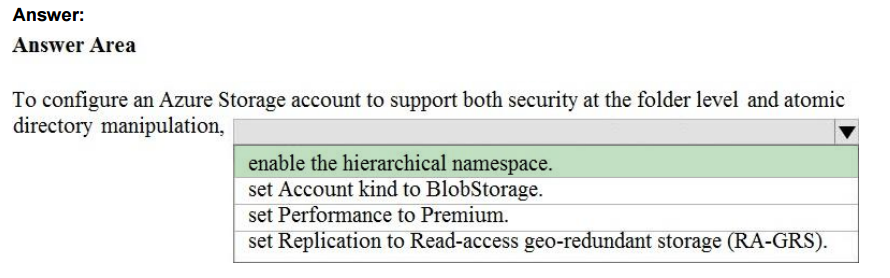 Answer:
Answer Area
To configure an Azure Storage account to support both security at the folder level and atomic
directory manipulation,
enable the hierarchical namespace.
set Account kind to BlobStorage.
set Performance to Premium.
set Replication to Read-access geo-redundant storage (RA-GRS).